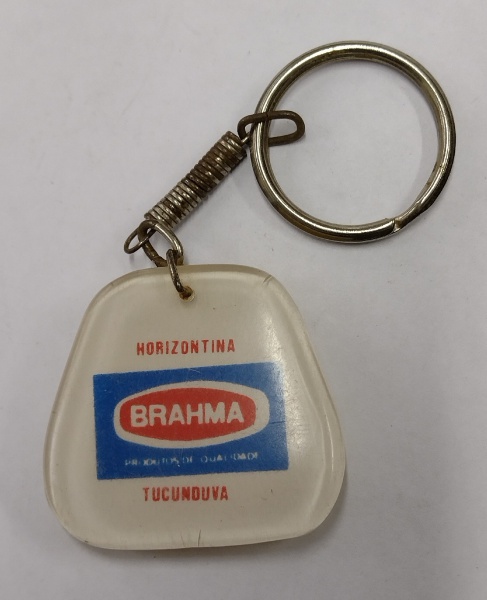 HORIZONTINA
BRAHMA
PRODUTOS DE QUALIDADE
TUCUNDUVA